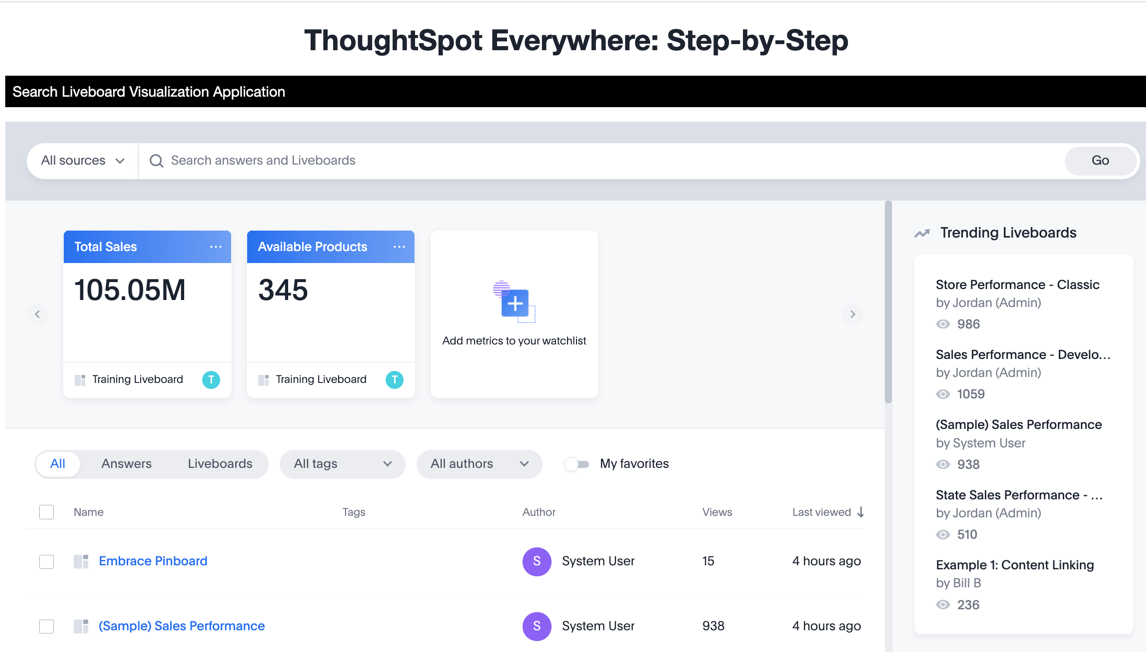 ThoughtSpot Everywhere: Step-by-Step
Search Liveboard Visualization Application
All sources Search answers and Liveboards Go
Total Sales ...
105.05M
Training Liveboard T
Available Products ...
345
Training Liveboard T
Add metrics to your watchlist
Trending Liveboards
Store Performance - Classic
by Jordan (Admin)
986
Sales Performance - Develo...
by Jordan (Admin)
1059
(Sample) Sales Performance
by System User
938
State Sales Performance - ...
by Jordan (Admin)
510
Example 1: Content Linking
by Bill B
236
All Answers Liveboards All tags All authors My favorites
Name Tags Author Views Last viewed ↓
Embrace Pinboard S System User 15 4 hours ago
(Sample) Sales Performance S System User 938 4 hours ago